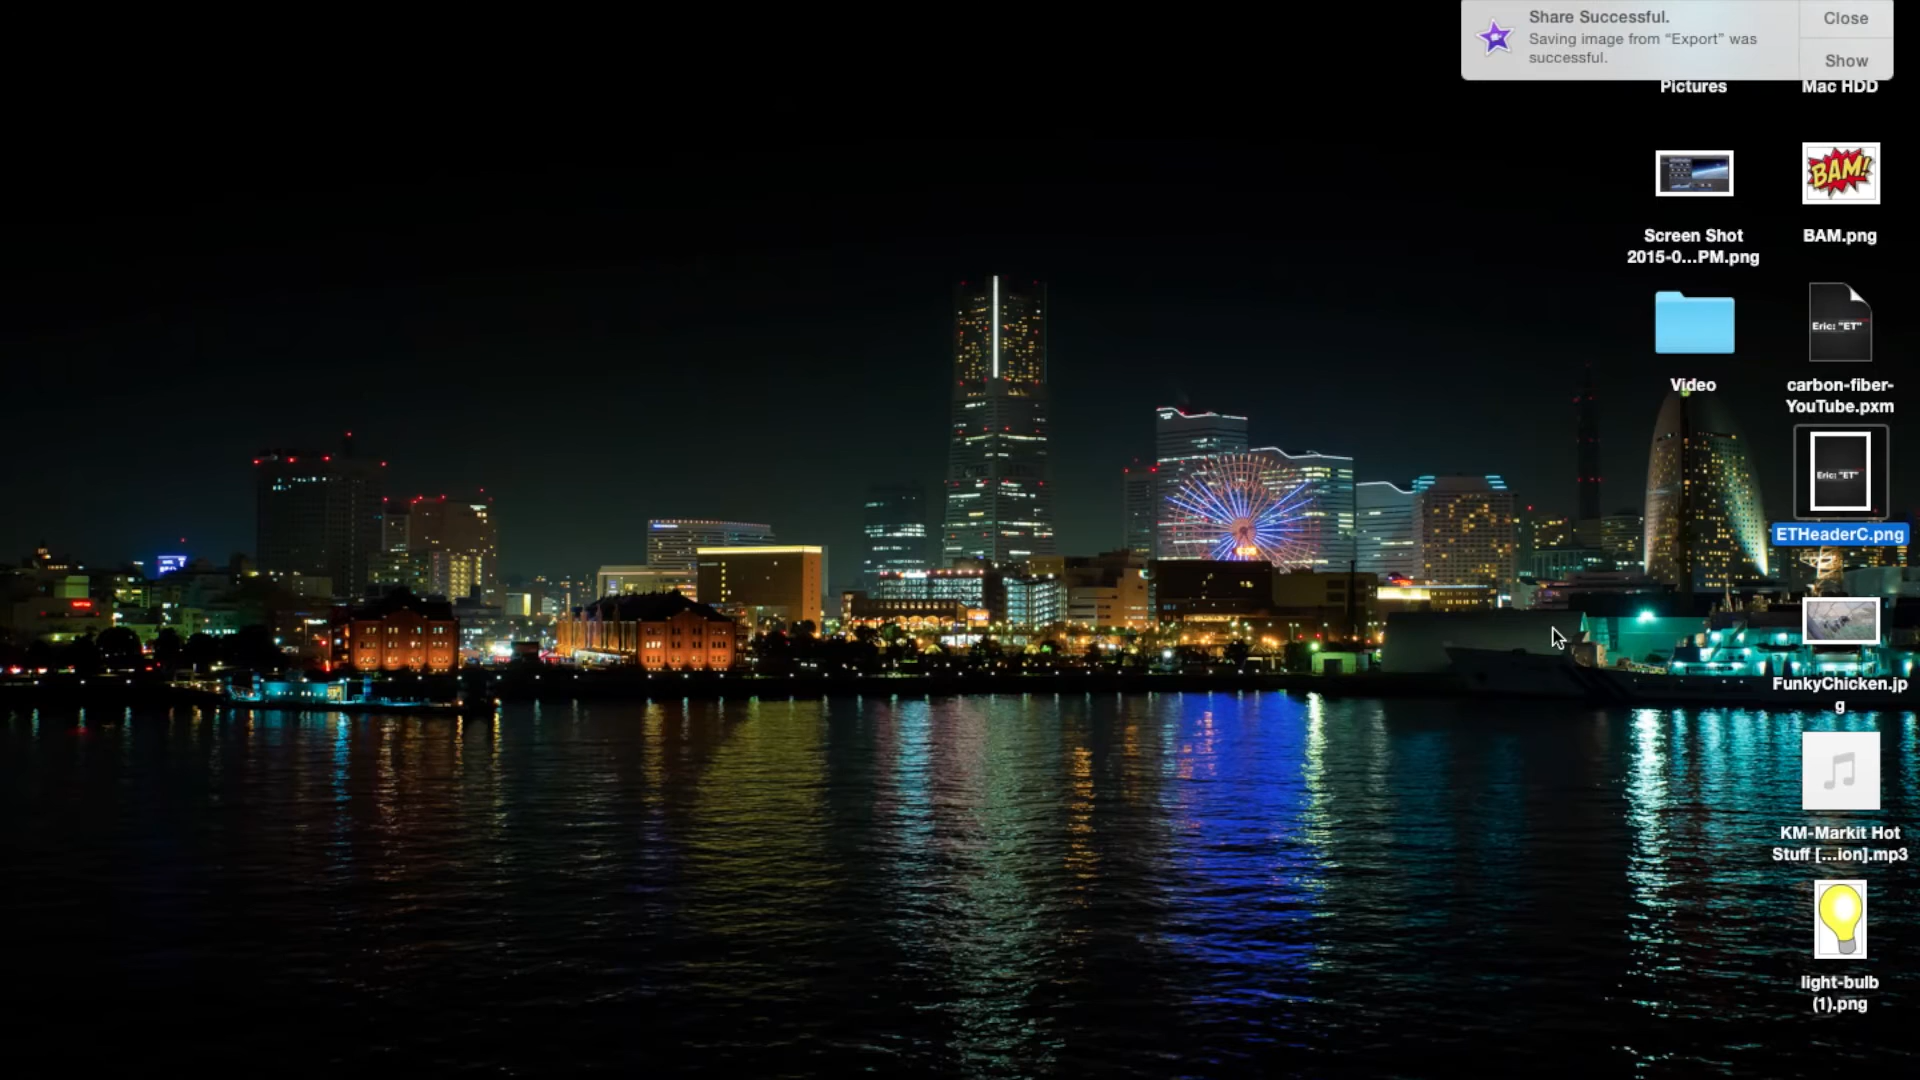 Share Successful.
Saving image from “Export” was
successful.
Close
Show
Pictures
Mac HDD
Screen Shot
2015-0...PM.png
BAM!
BAM.png
Video
Eric: "ET"
carbon-fiber-
YouTube.pxm
Eric: "ET"
ETHeaderC.png
FunkyChicken.jp
g
KM-Markit Hot
Stuff [...ion].mp3
light-bulb
(1).png